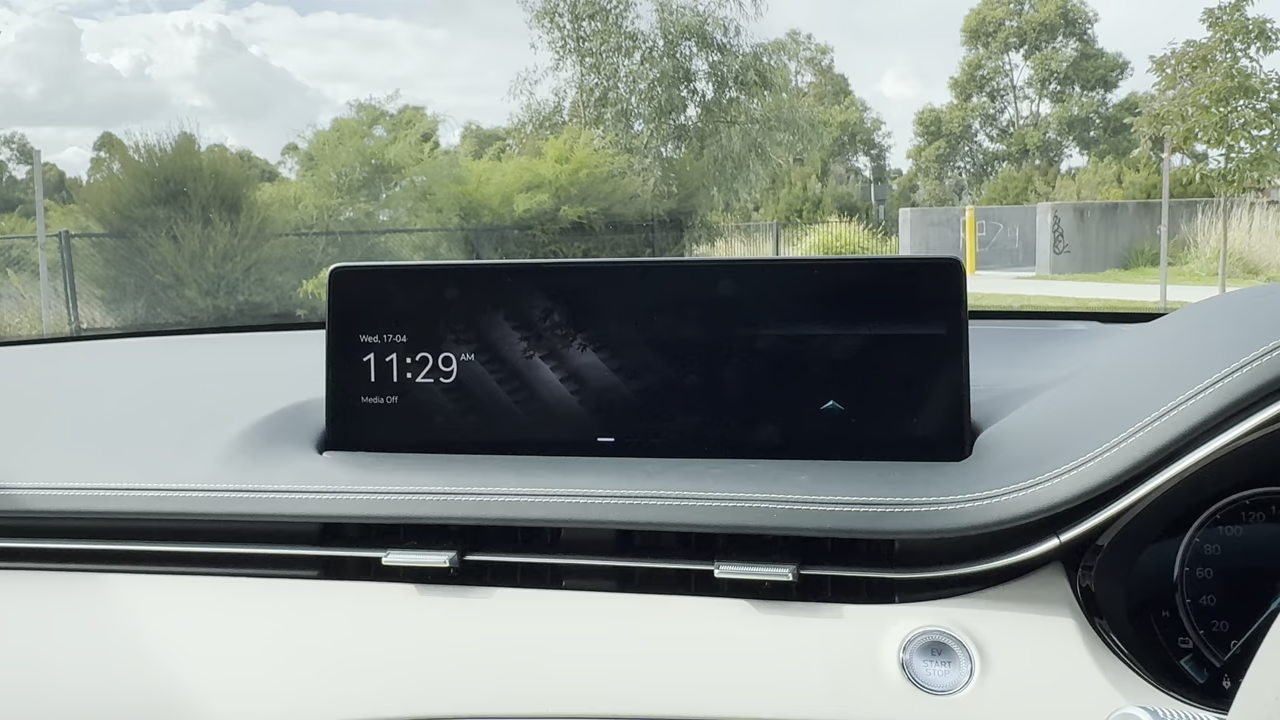 Wed, 17-04
11:29 AM
Media Off
EV
START
STOP
120
100
80
60
40
20